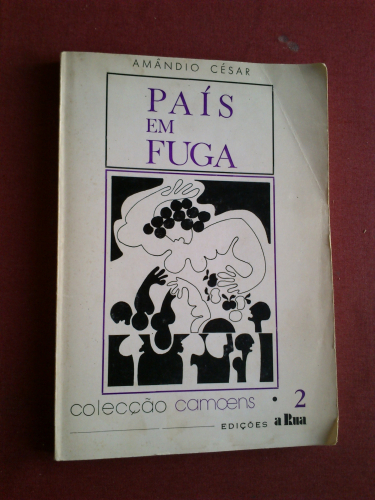 AMÂNDIO CÉSAR
PAÍS
EM
FUGA
colecção camoens • 2
EDIÇÕES a Rua